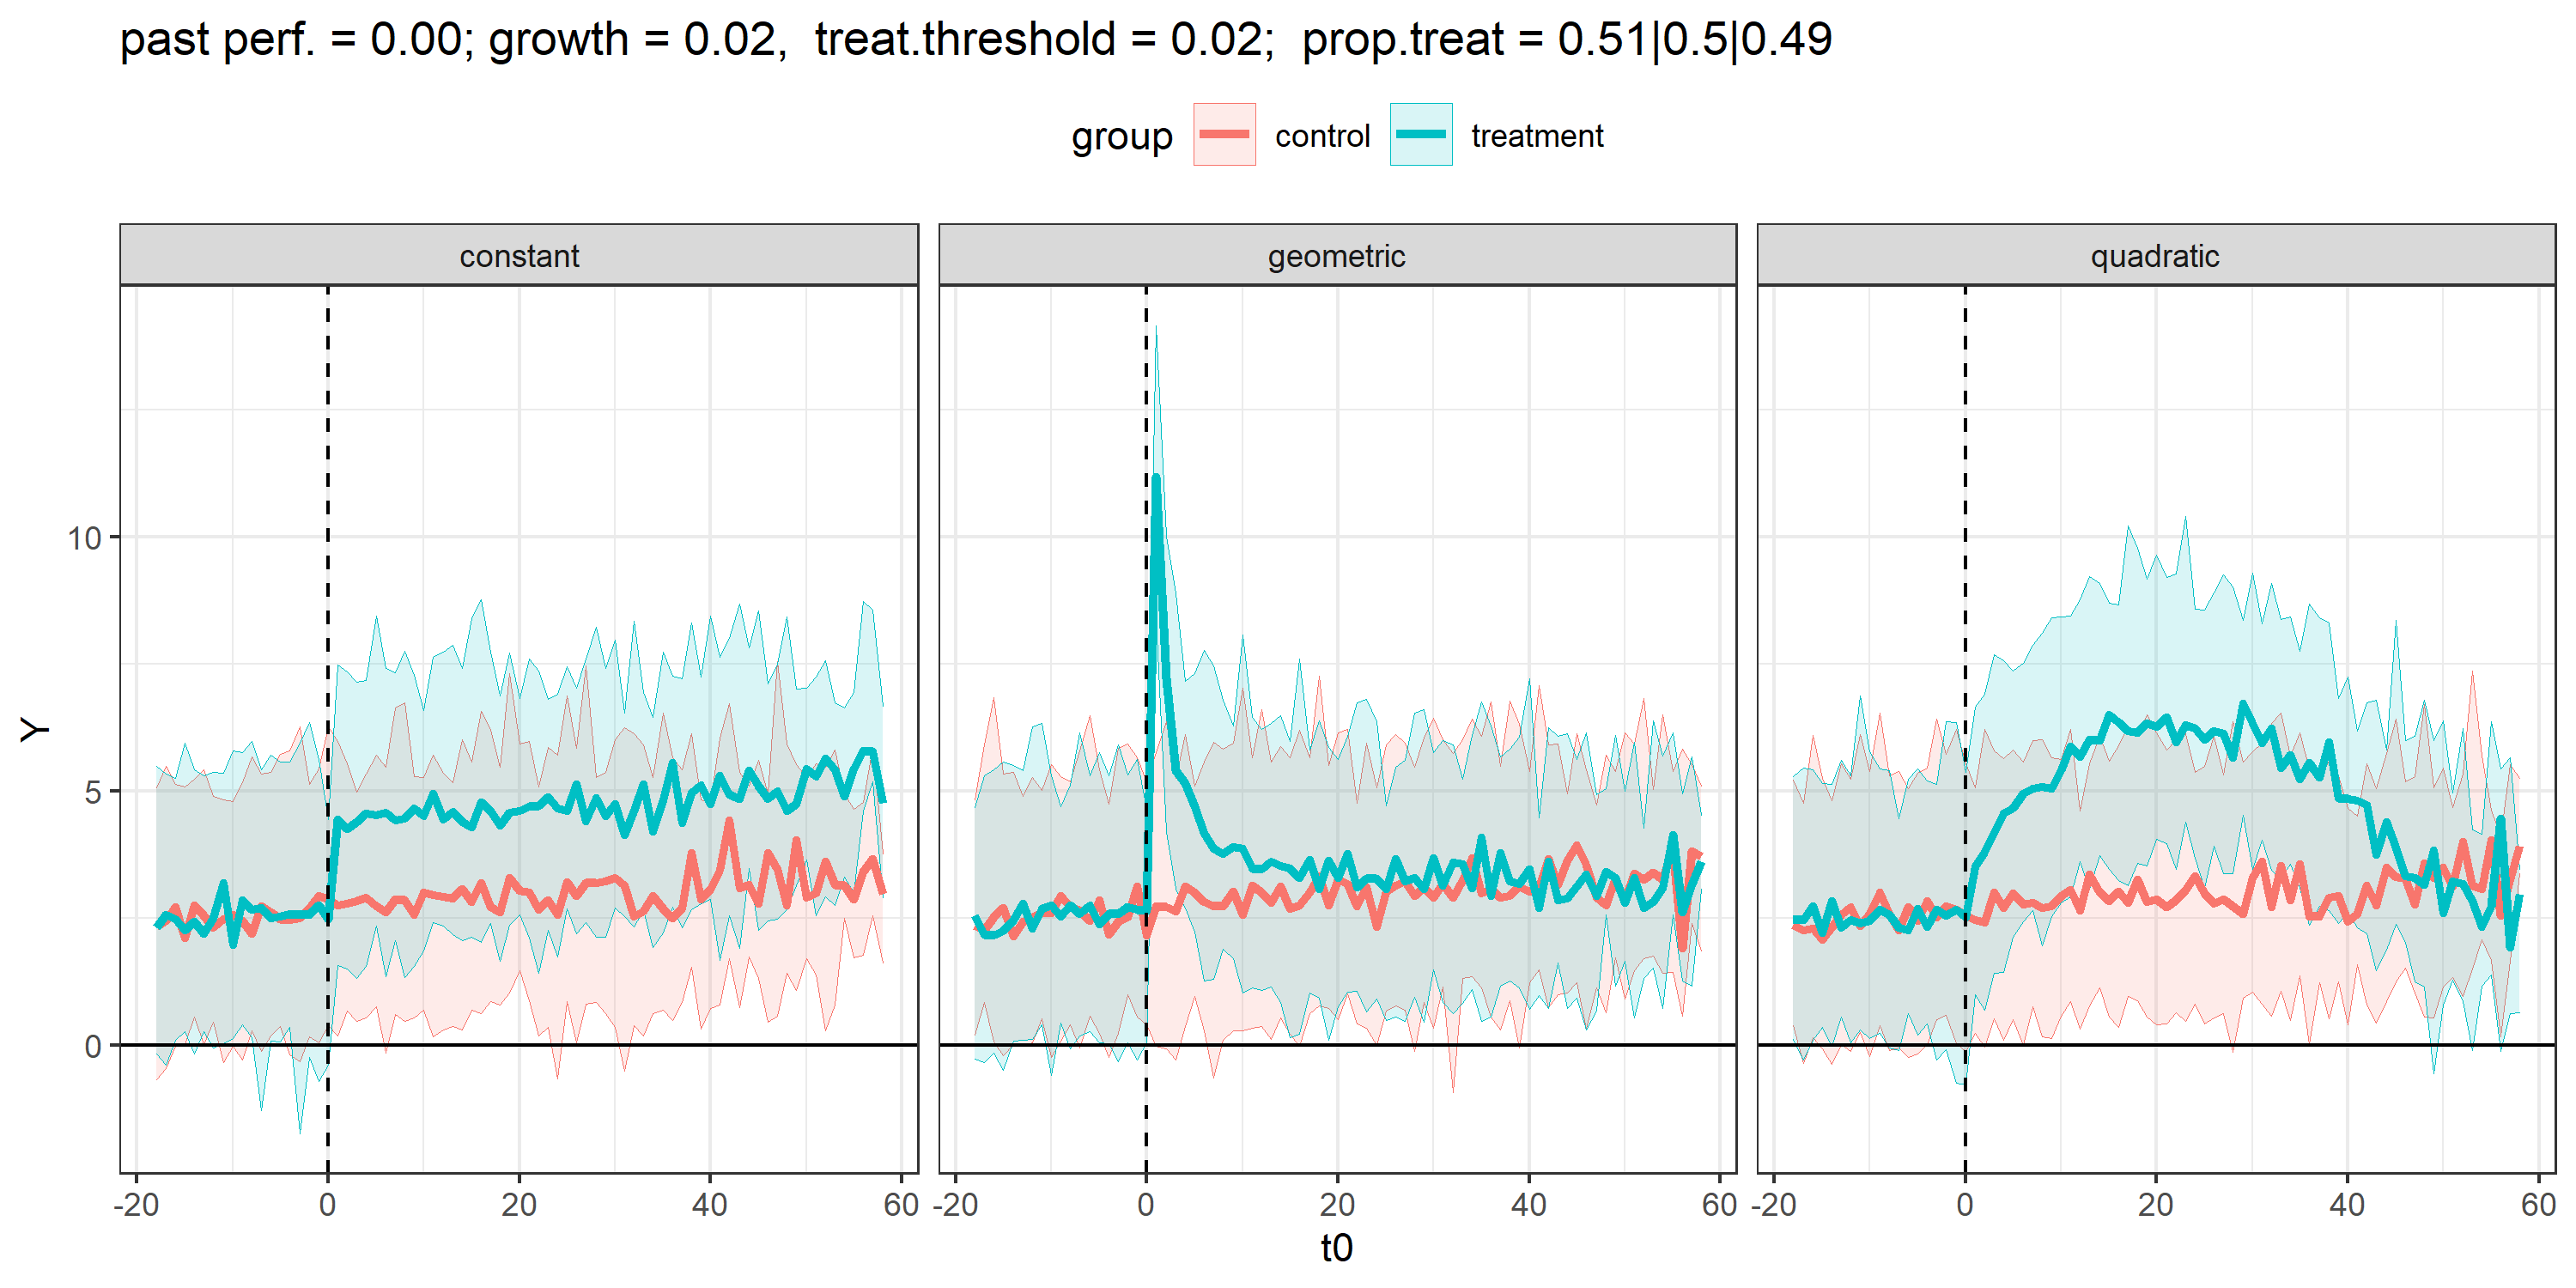 past perf. = 0.00; growth = 0.02,  treat.threshold = 0.02;  prop.treat = 0.51|0.5|0.49
group control treatment
constant geometric quadratic
10
5
0
Y
-20 0 20 40 60 -20 0 20 40 60 -20 0 20 40 60
t0